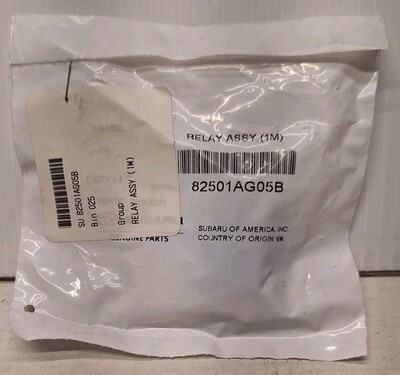 RELAY ASSY (1M)
82501AG05B
SUBARU OF AMERICA INC.
COUNTRY OF ORIGIN VN
PARTS
SU 82501AG05B
Bin 025
Group
RELAY ASSY (1M)